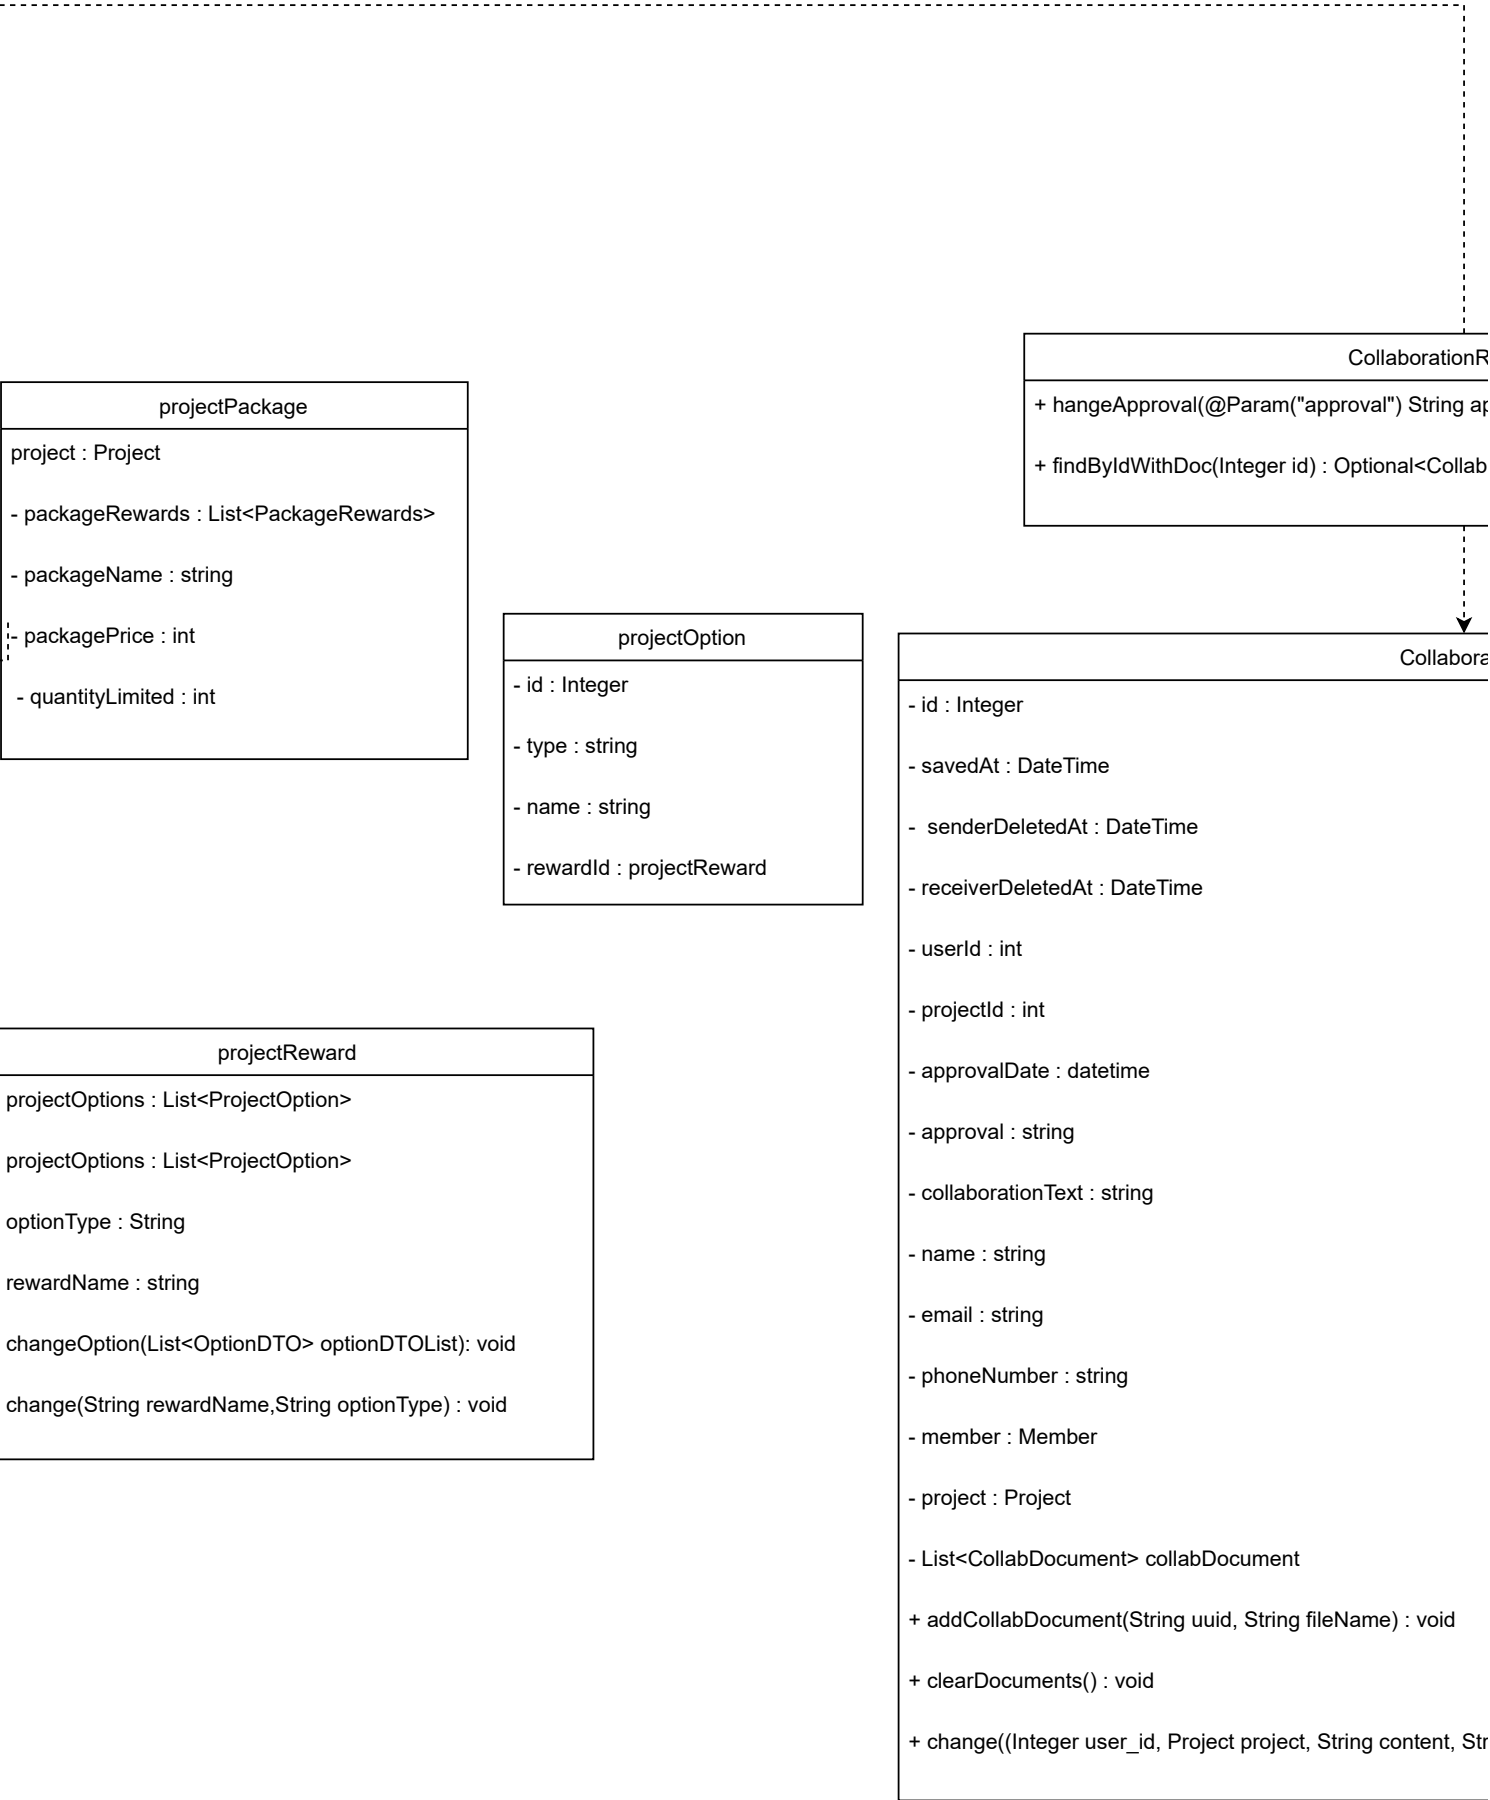 CollaborationR
+ hangeApproval(@Param("approval") String ap
+ findByIdWithDoc(Integer id) : Optional<Collab
projectPackage
project : Project
- packageRewards : List<PackageRewards>
- packageName : string
- packagePrice : int
- quantityLimited : int
projectOption
- id : Integer
- type : string
- name : string
- rewardId : projectReward
Collabora
- id : Integer
- savedAt : DateTime
-  senderDeletedAt : DateTime
- receiverDeletedAt : DateTime
- userId : int
- projectId : int
- approvalDate : datetime
- approval : string
- collaborationText : string
- name : string
- email : string
- phoneNumber : string
- member : Member
- project : Project
- List<CollabDocument> collabDocument
+ addCollabDocument(String uuid, String fileName) : void
+ clearDocuments() : void
+ change((Integer user_id, Project project, String content, Str
projectReward
projectOptions : List<ProjectOption>
projectOptions : List<ProjectOption>
optionType : String
rewardName : string
changeOption(List<OptionDTO> optionDTOList): void
change(String rewardName,String optionType) : void